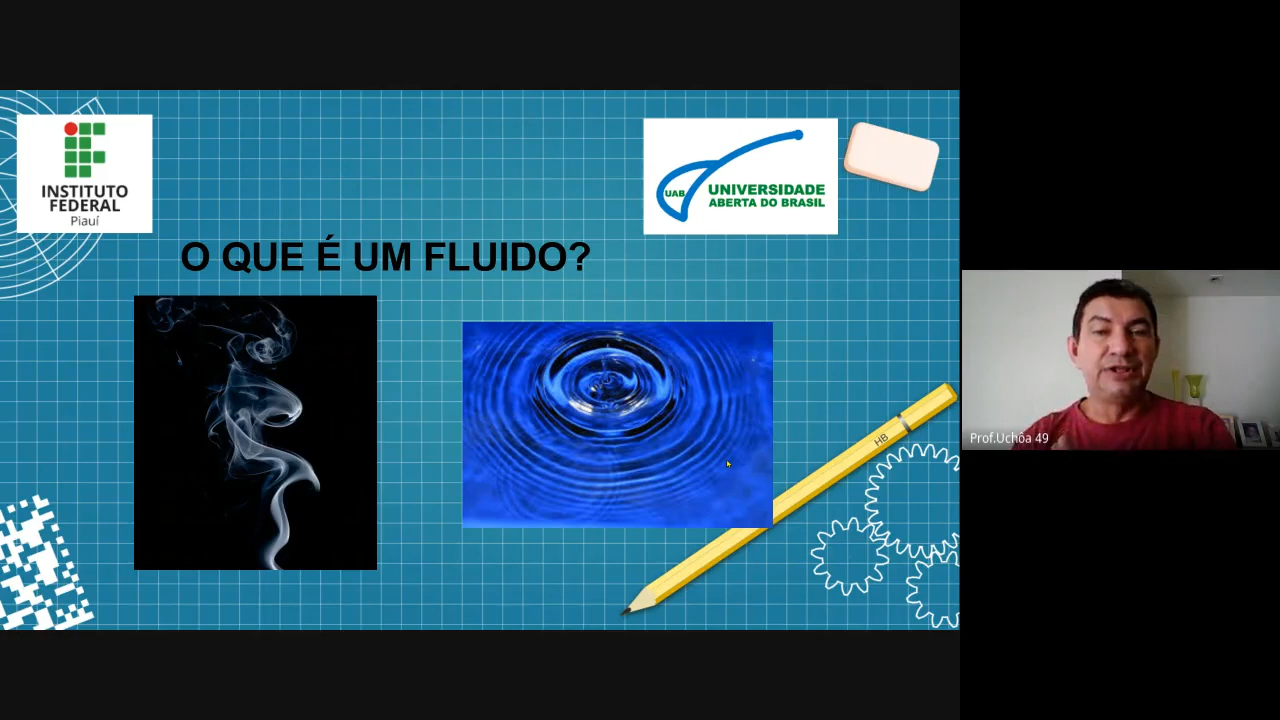 INSTITUTO
FEDERAL
Piauí
UAB
UNIVERSIDADE
ABERTA DO BRASIL
O QUE É UM FLUIDO?
HB
Prof.Uchôa 49